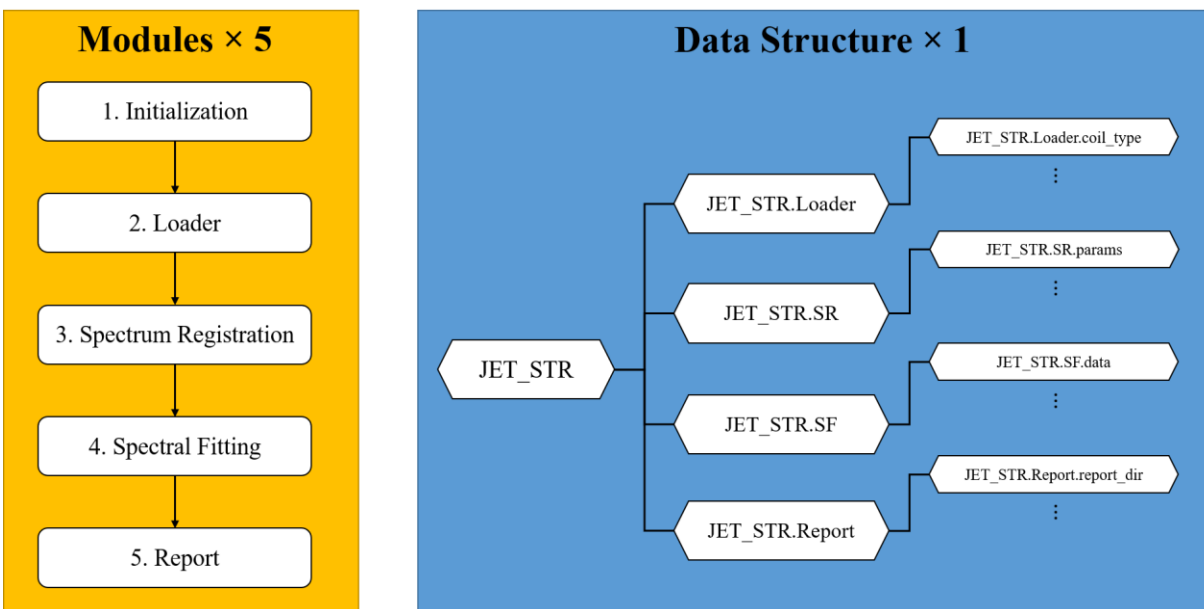 Modules × 5
1. Initialization
2. Loader
3. Spectrum Registration
4. Spectral Fitting
5. Report
Data Structure × 1
JET_STR
JET_STR.Loader
JET_STR.SR
JET_STR.SF
JET_STR.Report
JET_STR.Loader.coil_type
⋮
JET_STR.SR.params
⋮
JET_STR.SF.data
⋮
JET_STR.Report.report_dir
⋮